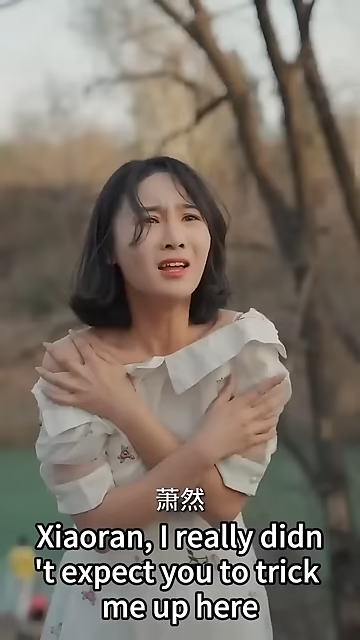 萧然
Xiaoran, I really didn
't expect you to trick
me up here